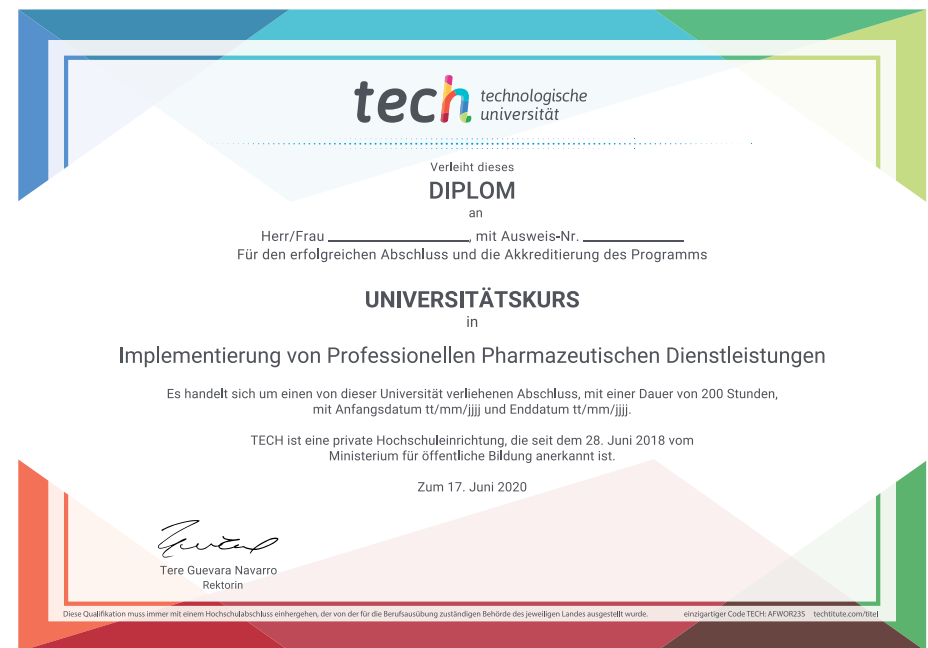 tech technologische
universität
Verleiht dieses
DIPLOM
an
Herr/Frau ____________________, mit Ausweis-Nr. ______________
Für den erfolgreichen Abschluss und die Akkreditierung des Programms
UNIVERSITÄTSKURS
in
Implementierung von Professionellen Pharmazeutischen Dienstleistungen
Es handelt sich um einen von dieser Universität verliehenen Abschluss, mit einer Dauer von 200 Stunden,
mit Anfangsdatum tt/mm/jjjj und Enddatum tt/mm/jjjj.
TECH ist eine private Hochschuleinrichtung, die seit dem 28. Juni 2018 vom
Ministerium für öffentliche Bildung anerkannt ist.
Zum 17. Juni 2020
Tere Guevara Navarro
Rektorin
Diese Qualifikation muss immer mit einem Hochschulabschluss einhergehen, der von der für die Berufsausübung zuständigen Behörde des jeweiligen Landes ausgestellt wurde. einzigartiger Code TECH: AFWOR235 techtitute.com/titel